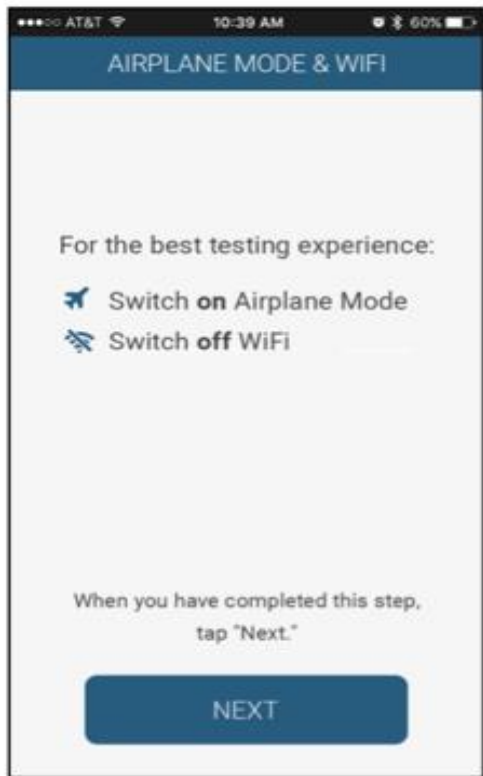 AT&T 10:39 AM 60%
AIRPLANE MODE & WIFI
For the best testing experience:
Switch on Airplane Mode
Switch off WiFi
When you have completed this step,
tap "Next."
NEXT